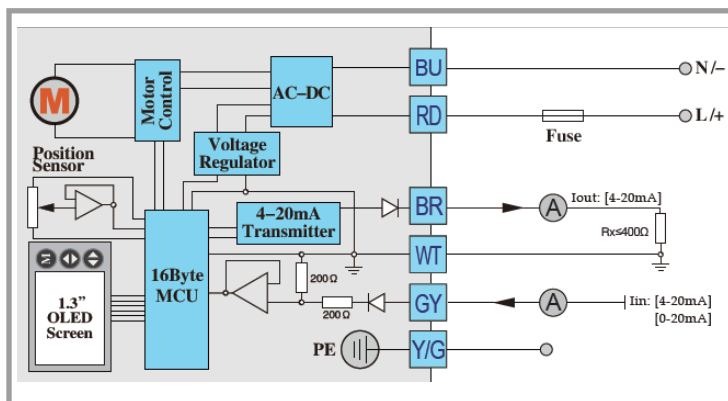 BU
N/−
M
Motor
Control
AC-DC
RD
L/+
Fuse
Voltage
Regulator
Position
Sensor
4-20mA
Transmitter
BR
A
Iout: [4-20mA]
Rx≤400Ω
WT
16Byte
MCU
200Ω
200Ω
GY
A
Iin: [4-20mA]
[0-20mA]
M
1.3”
OLED
Screen
PE
Y/G